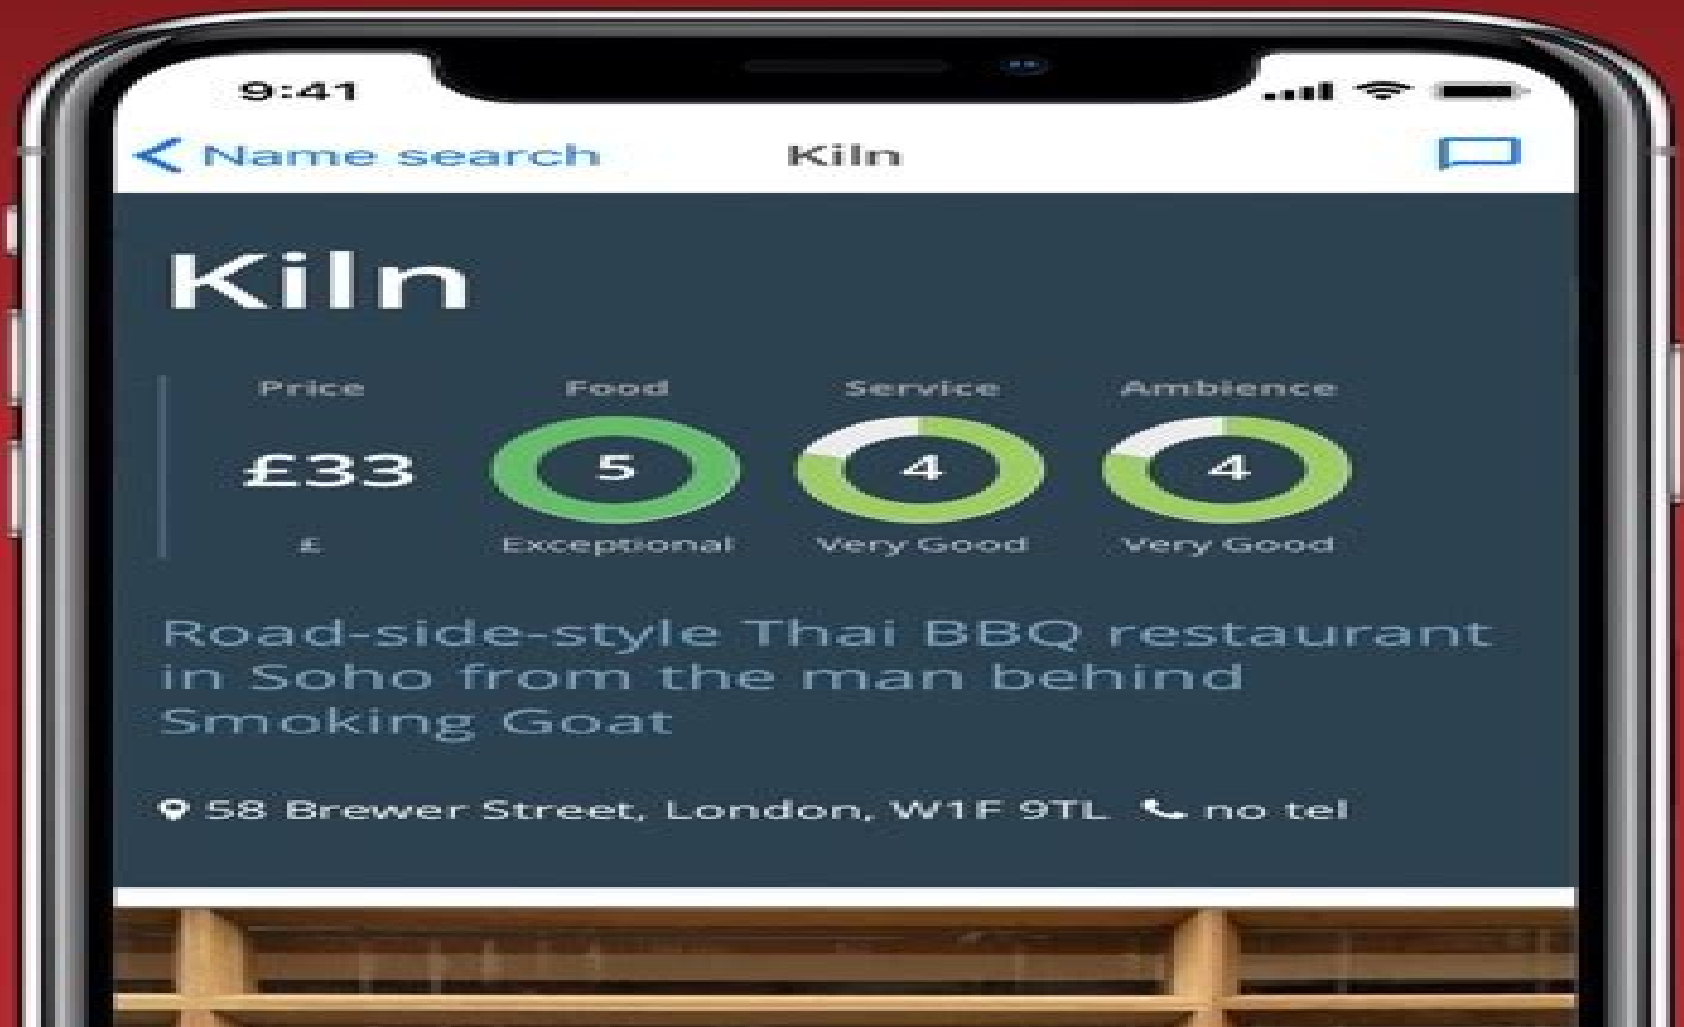 9:41
Name search Kiln
Kiln
Price Food Service Ambience
£33 5 4 4
£ Exceptional Very Good Very Good
Road-side-style Thai BBQ restaurant
in Soho from the man behind
Smoking Goat
58 Brewer Street, London, W1F 9TL no tel